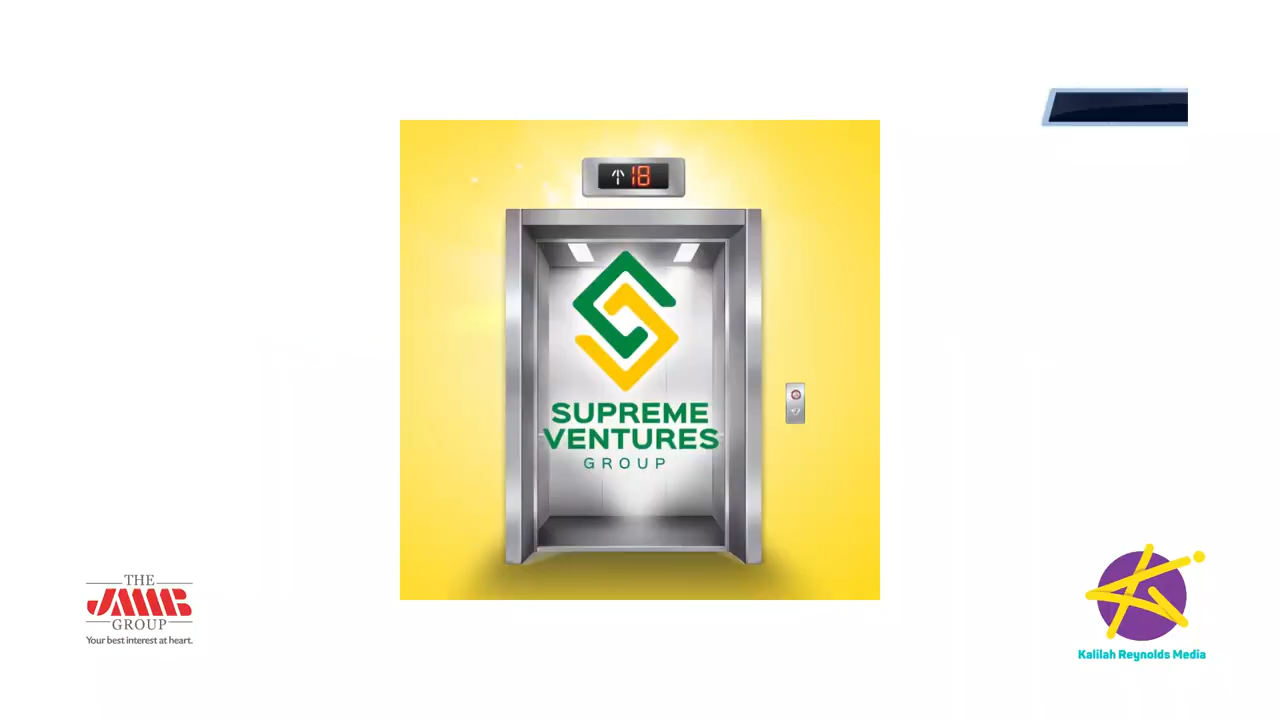 18
SUPREME
VENTURES
GROUP
THE
JMMB
GROUP
Your best interest at heart.
Kalilah Reynolds Media